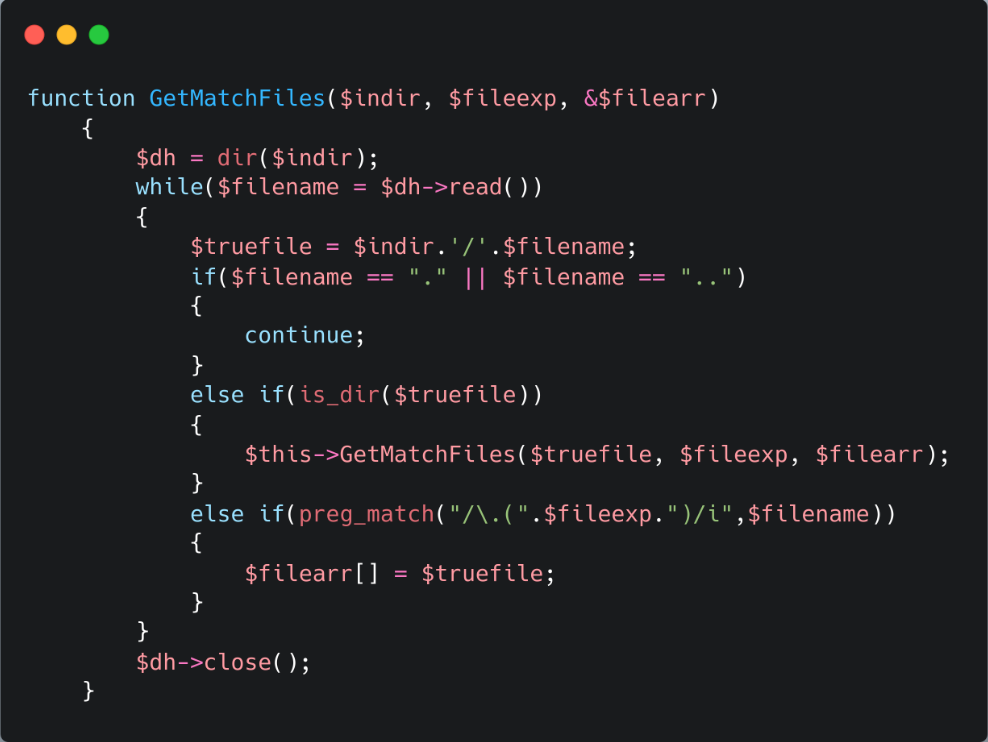 function GetMatchFiles($indir, $fileexp, &$filearr)
    {
        $dh = dir($indir);
        while($filename = $dh->read())
        {
            $truefile = $indir.'/'.$filename;
            if($filename == "." || $filename == "..")
            {
                continue;
            }
            else if(is_dir($truefile))
            {
                $this->GetMatchFiles($truefile, $fileexp, $filearr);
            }
            else if(preg_match("/\.(".$fileexp.")/i",$filename))
            {
                $filearr[] = $truefile;
            }
        }
        $dh->close();
    }